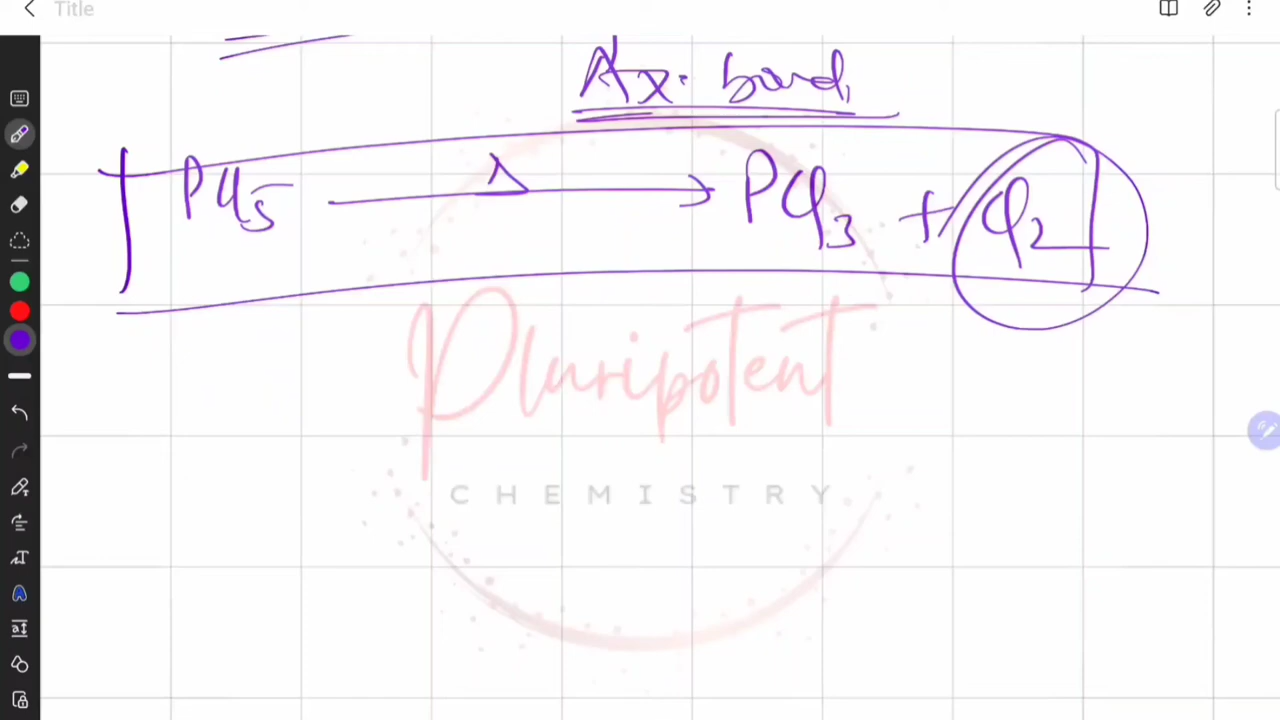 Title
Ax. bond,
PCl5 Δ→ PCl3 + Cl2
Pluripotent
CHEMISTRY